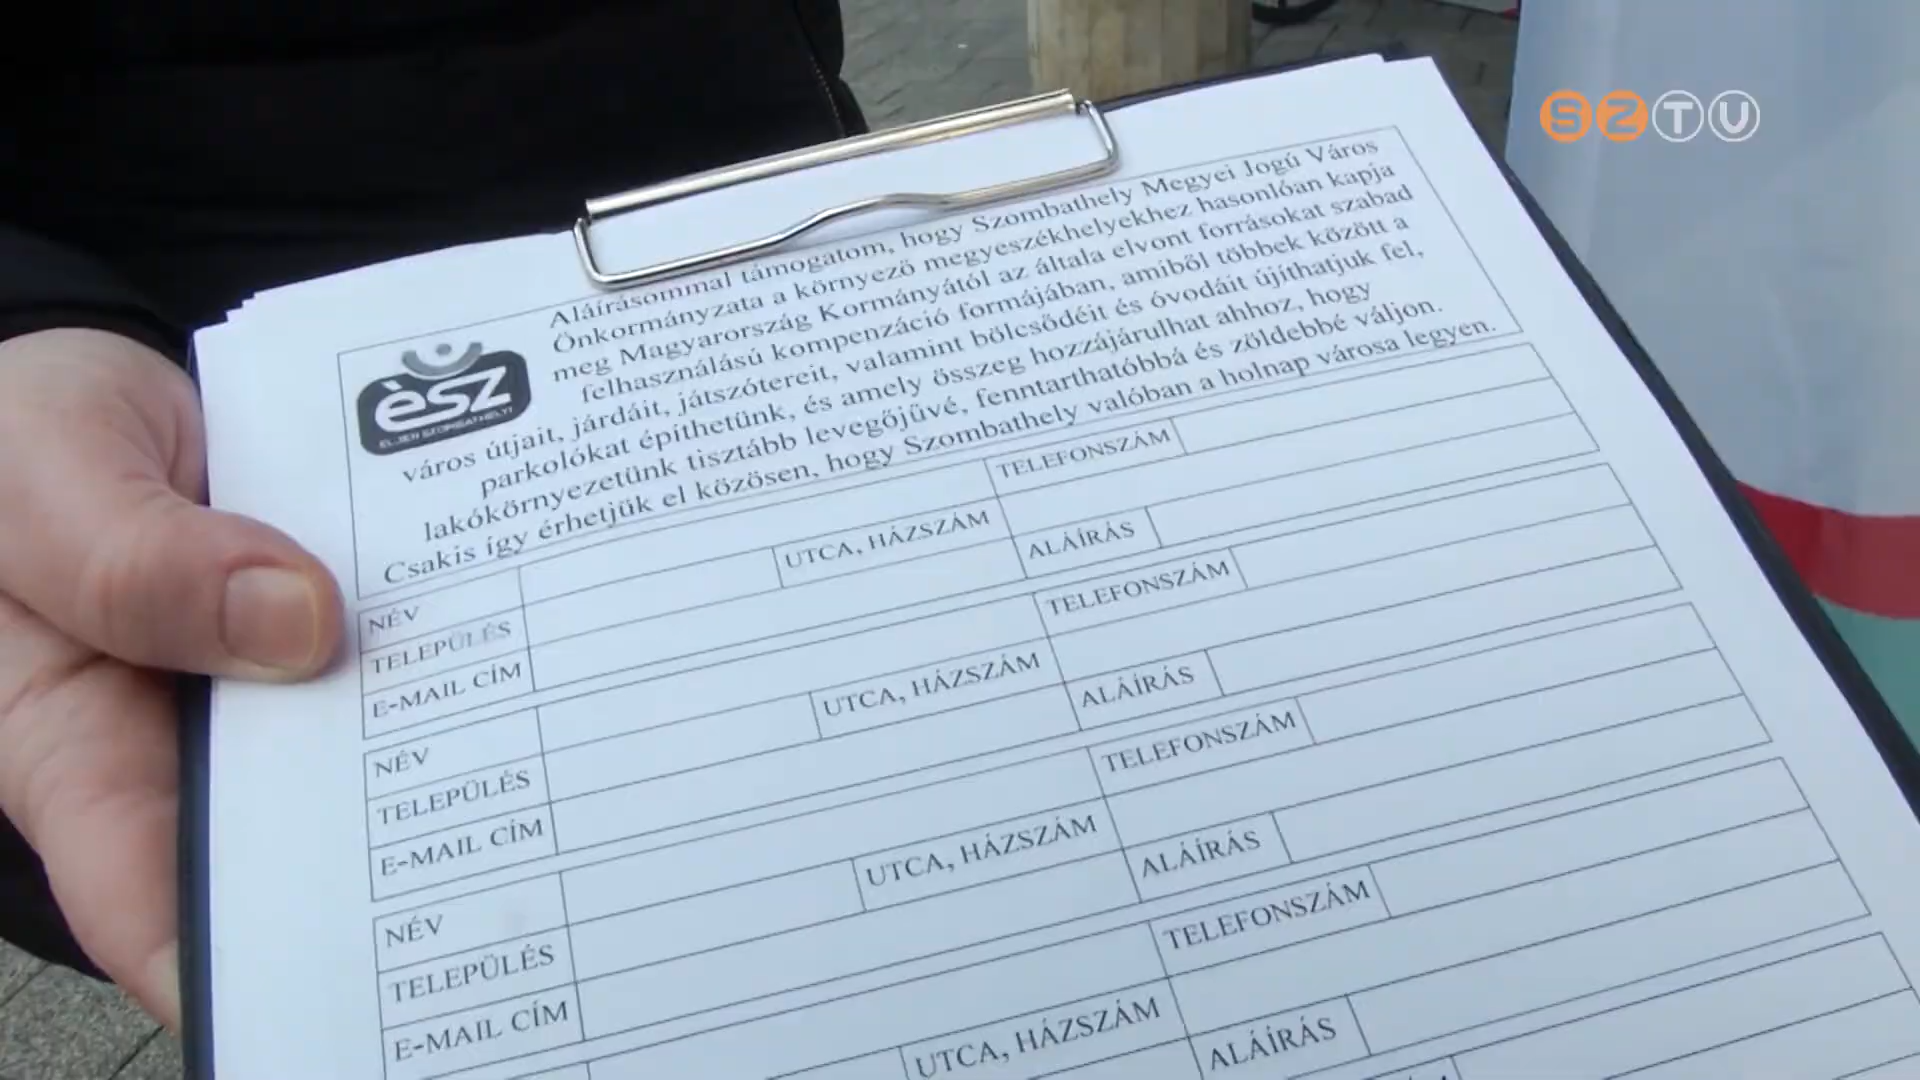 SZTV
Aláírásommal támogatom, hogy Szombathely Megyei Jogú Város
Önkormányzata a környező megyeszékhelyekhez hasonlóan kapja
meg Magyarország Kormányától az általa elvont forrásokat szabad
felhasználású kompenzáció formájában, amiből többek között a
város útjait, járdáit, játszótereit, valamint bölcsődéit és óvodáit újíthatjuk fel,
parkolókat építhetünk, és amely összeg hozzájárulhat ahhoz, hogy
lakókörnyezetünk tisztább levegőjűvé, fenntarthatóbbá és zöldebbé váljon.
Csakis így érhetjük el közösen, hogy Szombathely valóban a holnap városa legyen.
èsz
ÉLJEN SZOMBATHELY!
NÉV TELEFONSZÁM
TELEPÜLÉS UTCA, HÁZSZÁM
E-MAIL CÍM ALÁÍRÁS
NÉV TELEFONSZÁM
TELEPÜLÉS UTCA, HÁZSZÁM
E-MAIL CÍM ALÁÍRÁS
NÉV TELEFONSZÁM
TELEPÜLÉS UTCA, HÁZSZÁM
E-MAIL CÍM ALÁÍRÁS
TELEFONSZÁM
UTCA, HÁZSZÁM
ALÁÍRÁS